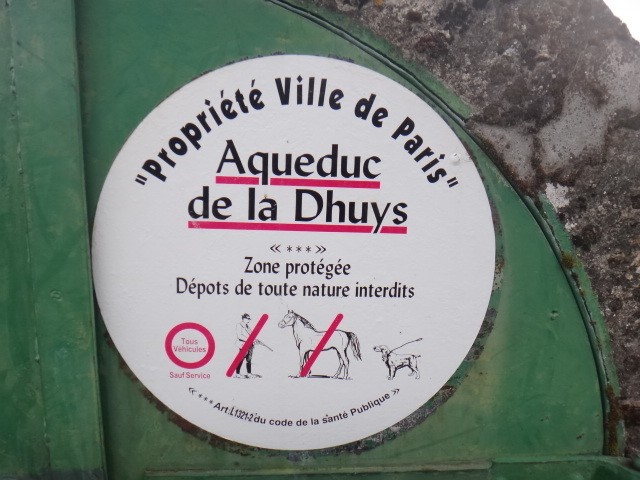 "Propriété Ville de Paris"
Aqueduc
de la Dhuys
« *** »
Zone protégée
Dépots de toute nature interdits
Tous
Véhicules
Sauf Service
« *** Art.L1321-2 du code de la santé Publique »